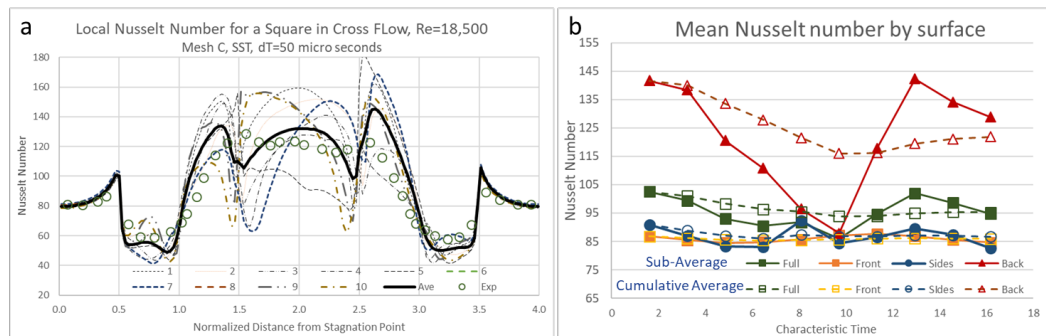 a
Local Nusselt Number for a Square in Cross FLow, Re=18,500
Mesh C, SST, dT=50 micro seconds
Nusselt Number
180
160
140
120
100
80
60
40
20
0.0 0.5 1.0 1.5 2.0 2.5 3.0 3.5 4.0
1 2 3 4 5 6
7 8 9 10 Ave Exp
Normalized Distance from Stagnation Point
b
Mean Nusselt number by surface
Nusselt Number
155
145
135
125
115
105
95
85
75
65
Sub-Average
Full Front Sides Back
Cumulative Average
Full Front SIdes Back
0 2 4 6 8 10 12 14 16 18
Characteristic Time